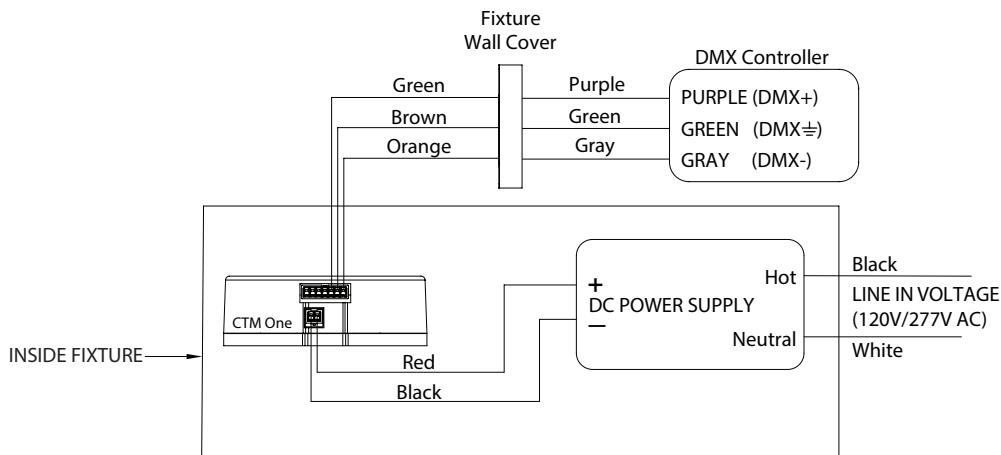 Fixture
Wall Cover
DMX Controller
Green
Purple
PURPLE (DMX+)
Brown
Green
GREEN (DMX⏚)
Orange
Gray
GRAY (DMX-)
Hot
Black
+
DC POWER SUPPLY
LINE IN VOLTAGE
(120V/277V AC)
CTM One
—
Neutral
White
INSIDE FIXTURE
Red
Black